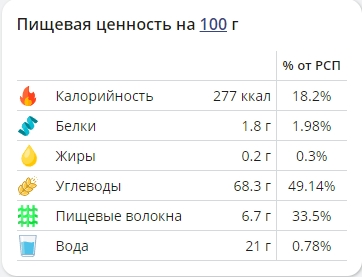 Пищевая ценность на 100 г
% от РСП
Калорийность 277 ккал 18.2%
Белки 1.8 г 1.98%
Жиры 0.2 г 0.3%
Углеводы 68.3 г 49.14%
Пищевые волокна 6.7 г 33.5%
Вода 21 г 0.78%